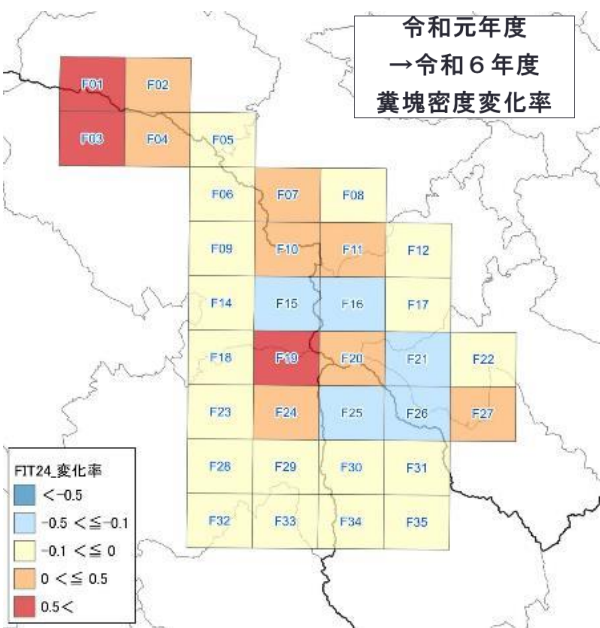 令和元年度
→令和６年度
糞塊密度変化率
F01 F02
F03 F04 F05
F06 F07 F08
F09 F10 F11 F12
F14 F15 F16 F17
F18 F19 F20 F21 F22
F23 F24 F25 F26 F27
F28 F29 F30 F31
F32 F33 F34 F35
FIT24_変化率
＜-0.5
-0.5 ＜≦-0.1
-0.1 ＜≦ 0
0 ＜≦ 0.5
0.5＜